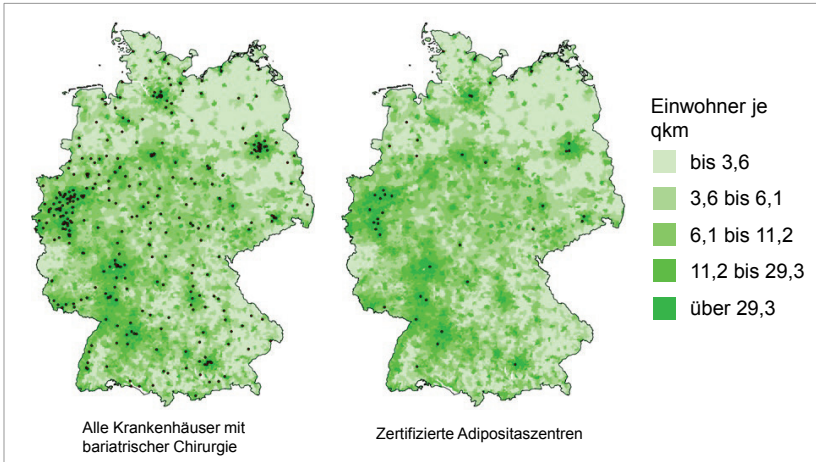 Einwohner je
qkm
bis 3,6
3,6 bis 6,1
6,1 bis 11,2
11,2 bis 29,3
über 29,3
Alle Krankenhäuser mit
bariatrischer Chirurgie
Zertifizierte Adipositaszentren